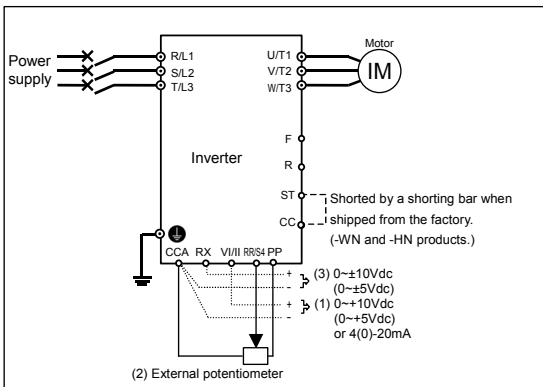 Power
supply
R/L1
S/L2
T/L3
U/T1
V/T2
W/T3
Motor
IM
F
R
Inverter
ST
CC
Shorted by a shorting bar when
shipped from the factory.
(-WN and -HN products.)
CCA RX VI/II RR/S4 PP
+ (3) 0~±10Vdc
- (0~±5Vdc)
+ (1) 0~+10Vdc
- (0~+5Vdc)
or 4(0)-20mA
(2) External potentiometer